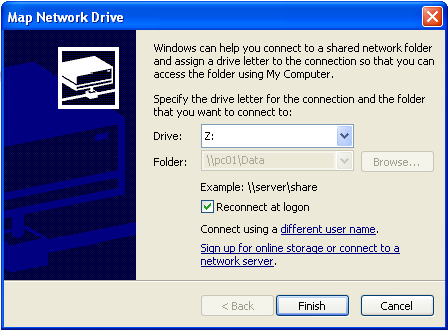 Map Network Drive
Windows can help you connect to a shared network folder
and assign a drive letter to the connection so that you can
access the folder using My Computer.
Specify the drive letter for the connection and the folder
that you want to connect to:
Drive: Z:
Folder: \\pc01\Data Browse...
Example: \\server\share
Reconnect at logon
Connect using a different user name.
Sign up for online storage or connect to a
network server.
< Back Finish Cancel